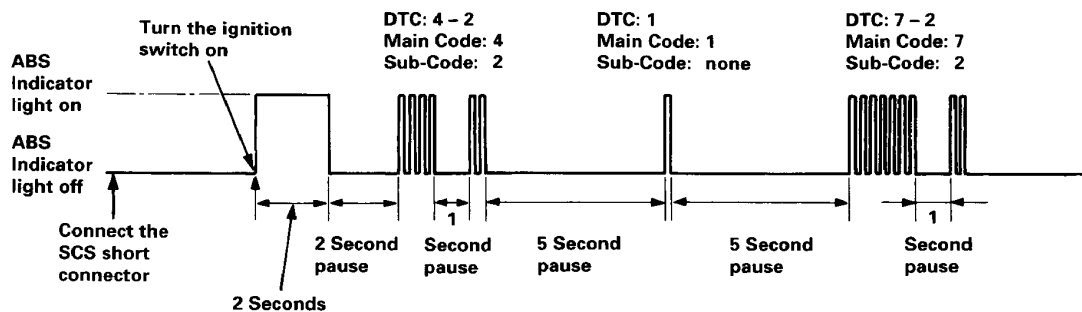 Turn the ignition
switch on
DTC: 4 – 2
Main Code: 4
Sub-Code: 2
DTC: 1
Main Code: 1
Sub-Code: none
DTC: 7 – 2
Main Code: 7
Sub-Code: 2
ABS
Indicator
light on
ABS
Indicator
light off
Connect the
SCS short
connector
2 Seconds
2 Second
pause
1
Second
pause
5 Second
pause
5 Second
pause
1
Second
pause